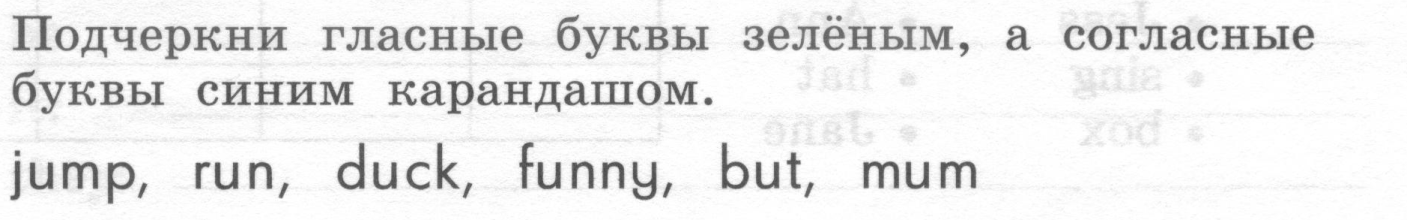 Подчеркни гласные буквы зелёным, а согласные
буквы синим карандашом.
jump, run, duck, funny, but, mum